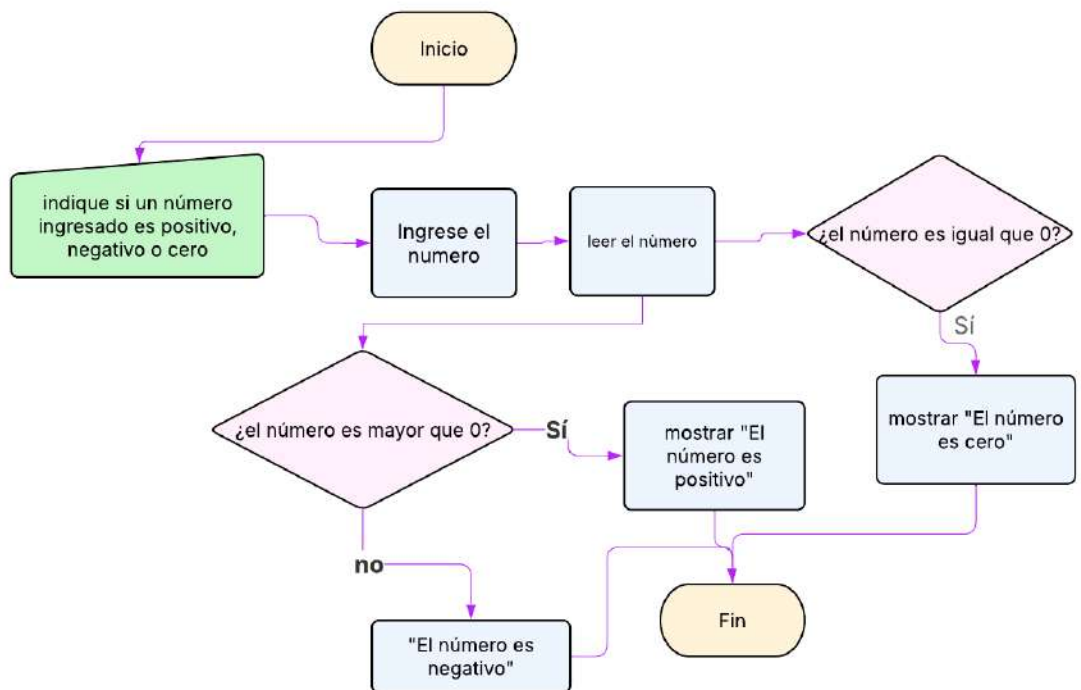 Inicio
indique si un número
ingresado es positivo,
negativo o cero
Ingrese el
numero
leer el número
¿el número es igual que 0?
Sí
¿el número es mayor que 0?
Sí
mostrar "El
número es
positivo"
mostrar "El número
es cero"
no
"El número es
negativo"
Fin